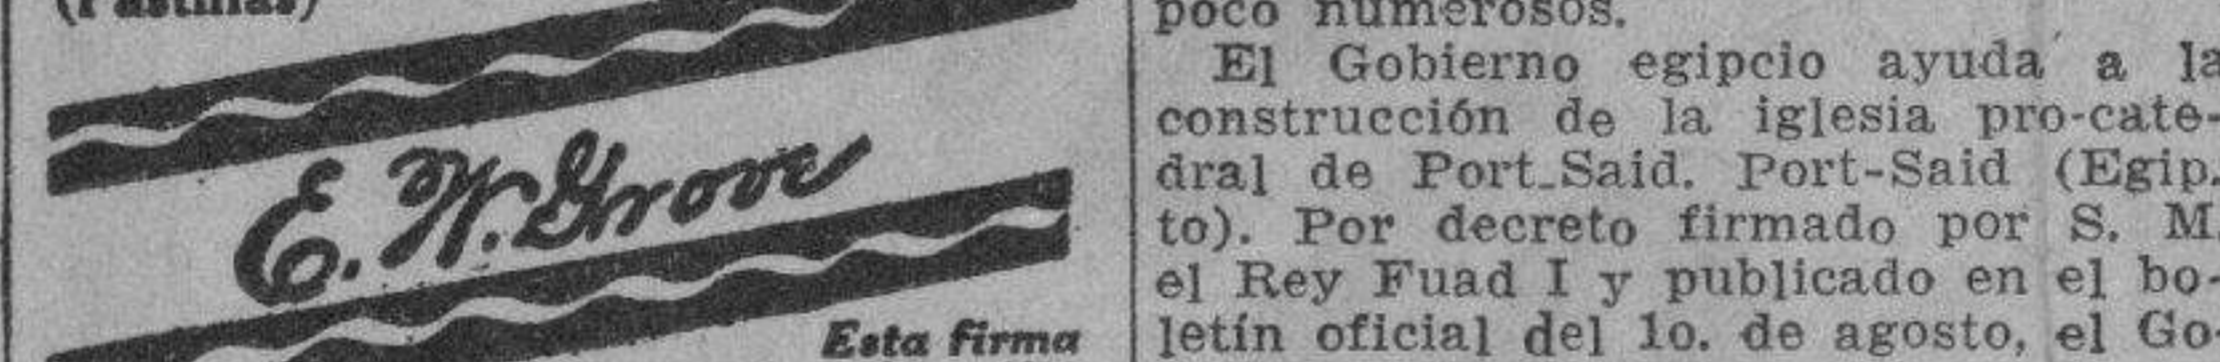 (Pastillas)
E. W. Grove
Esta firma
poco numerosos.
El Gobierno egipcio ayuda a la
construcción de la iglesia pro-cate-
dral de Port-Said. Port-Said (Egip.
to). Por decreto firmado por S. M.
el Rey Fuad I y publicado en el bo-
letín oficial del 1o. de agosto, el Go-